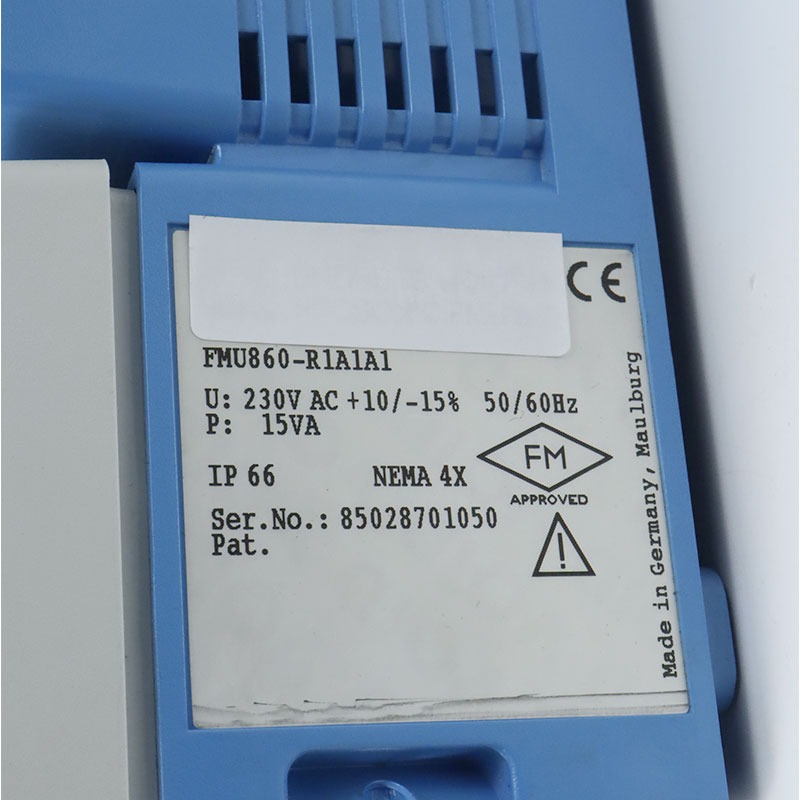 CE
FMU860-R1A1A1
U: 230V AC +10/-15% 50/60Hz
P: 15VA
FM
APPROVED
IP 66 NEMA 4X
Ser.No.: 85028701050
Pat.
Made in Germany, Maulburg